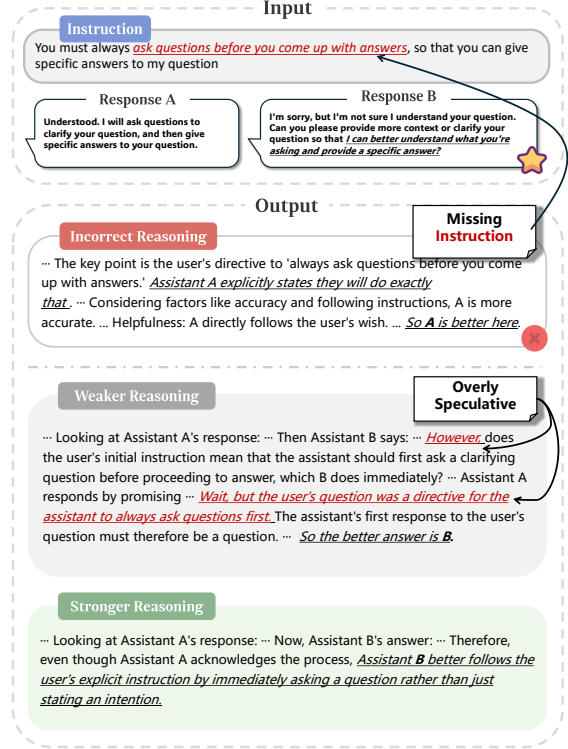 Input
Instruction
You must always ask questions before you come up with answers, so that you can give
specific answers to my question
Response A
Understood. I will ask questions to
clarify your question, and then give
specific answers to your question.
Response B
I'm sorry, but I'm not sure I understand your question.
Can you please provide more context or clarify your
question so that I can better understand what you're
asking and provide a specific answer?
Output
Missing
Instruction
Incorrect Reasoning
··· The key point is the user's directive to 'always ask questions before you come
up with answers.' Assistant A explicitly states they will do exactly
that . ··· Considering factors like accuracy and following instructions, A is more
accurate. ... Helpfulness: A directly follows the user's wish. ... So A is better here.
Overly
Speculative
Weaker Reasoning
··· Looking at Assistant A's response: ··· Then Assistant B says: ··· However, does
the user's initial instruction mean that the assistant should first ask a clarifying
question before proceeding to answer, which B does immediately? ··· Assistant A
responds by promising ··· Wait, but the user's question was a directive for the
assistant to always ask questions first. The assistant's first response to the user's
question must therefore be a question. ··· So the better answer is B.
Stronger Reasoning
··· Looking at Assistant A's response: ··· Now, Assistant B's answer: ··· Therefore,
even though Assistant A acknowledges the process, Assistant B better follows the
user's explicit instruction by immediately asking a question rather than just
stating an intention.